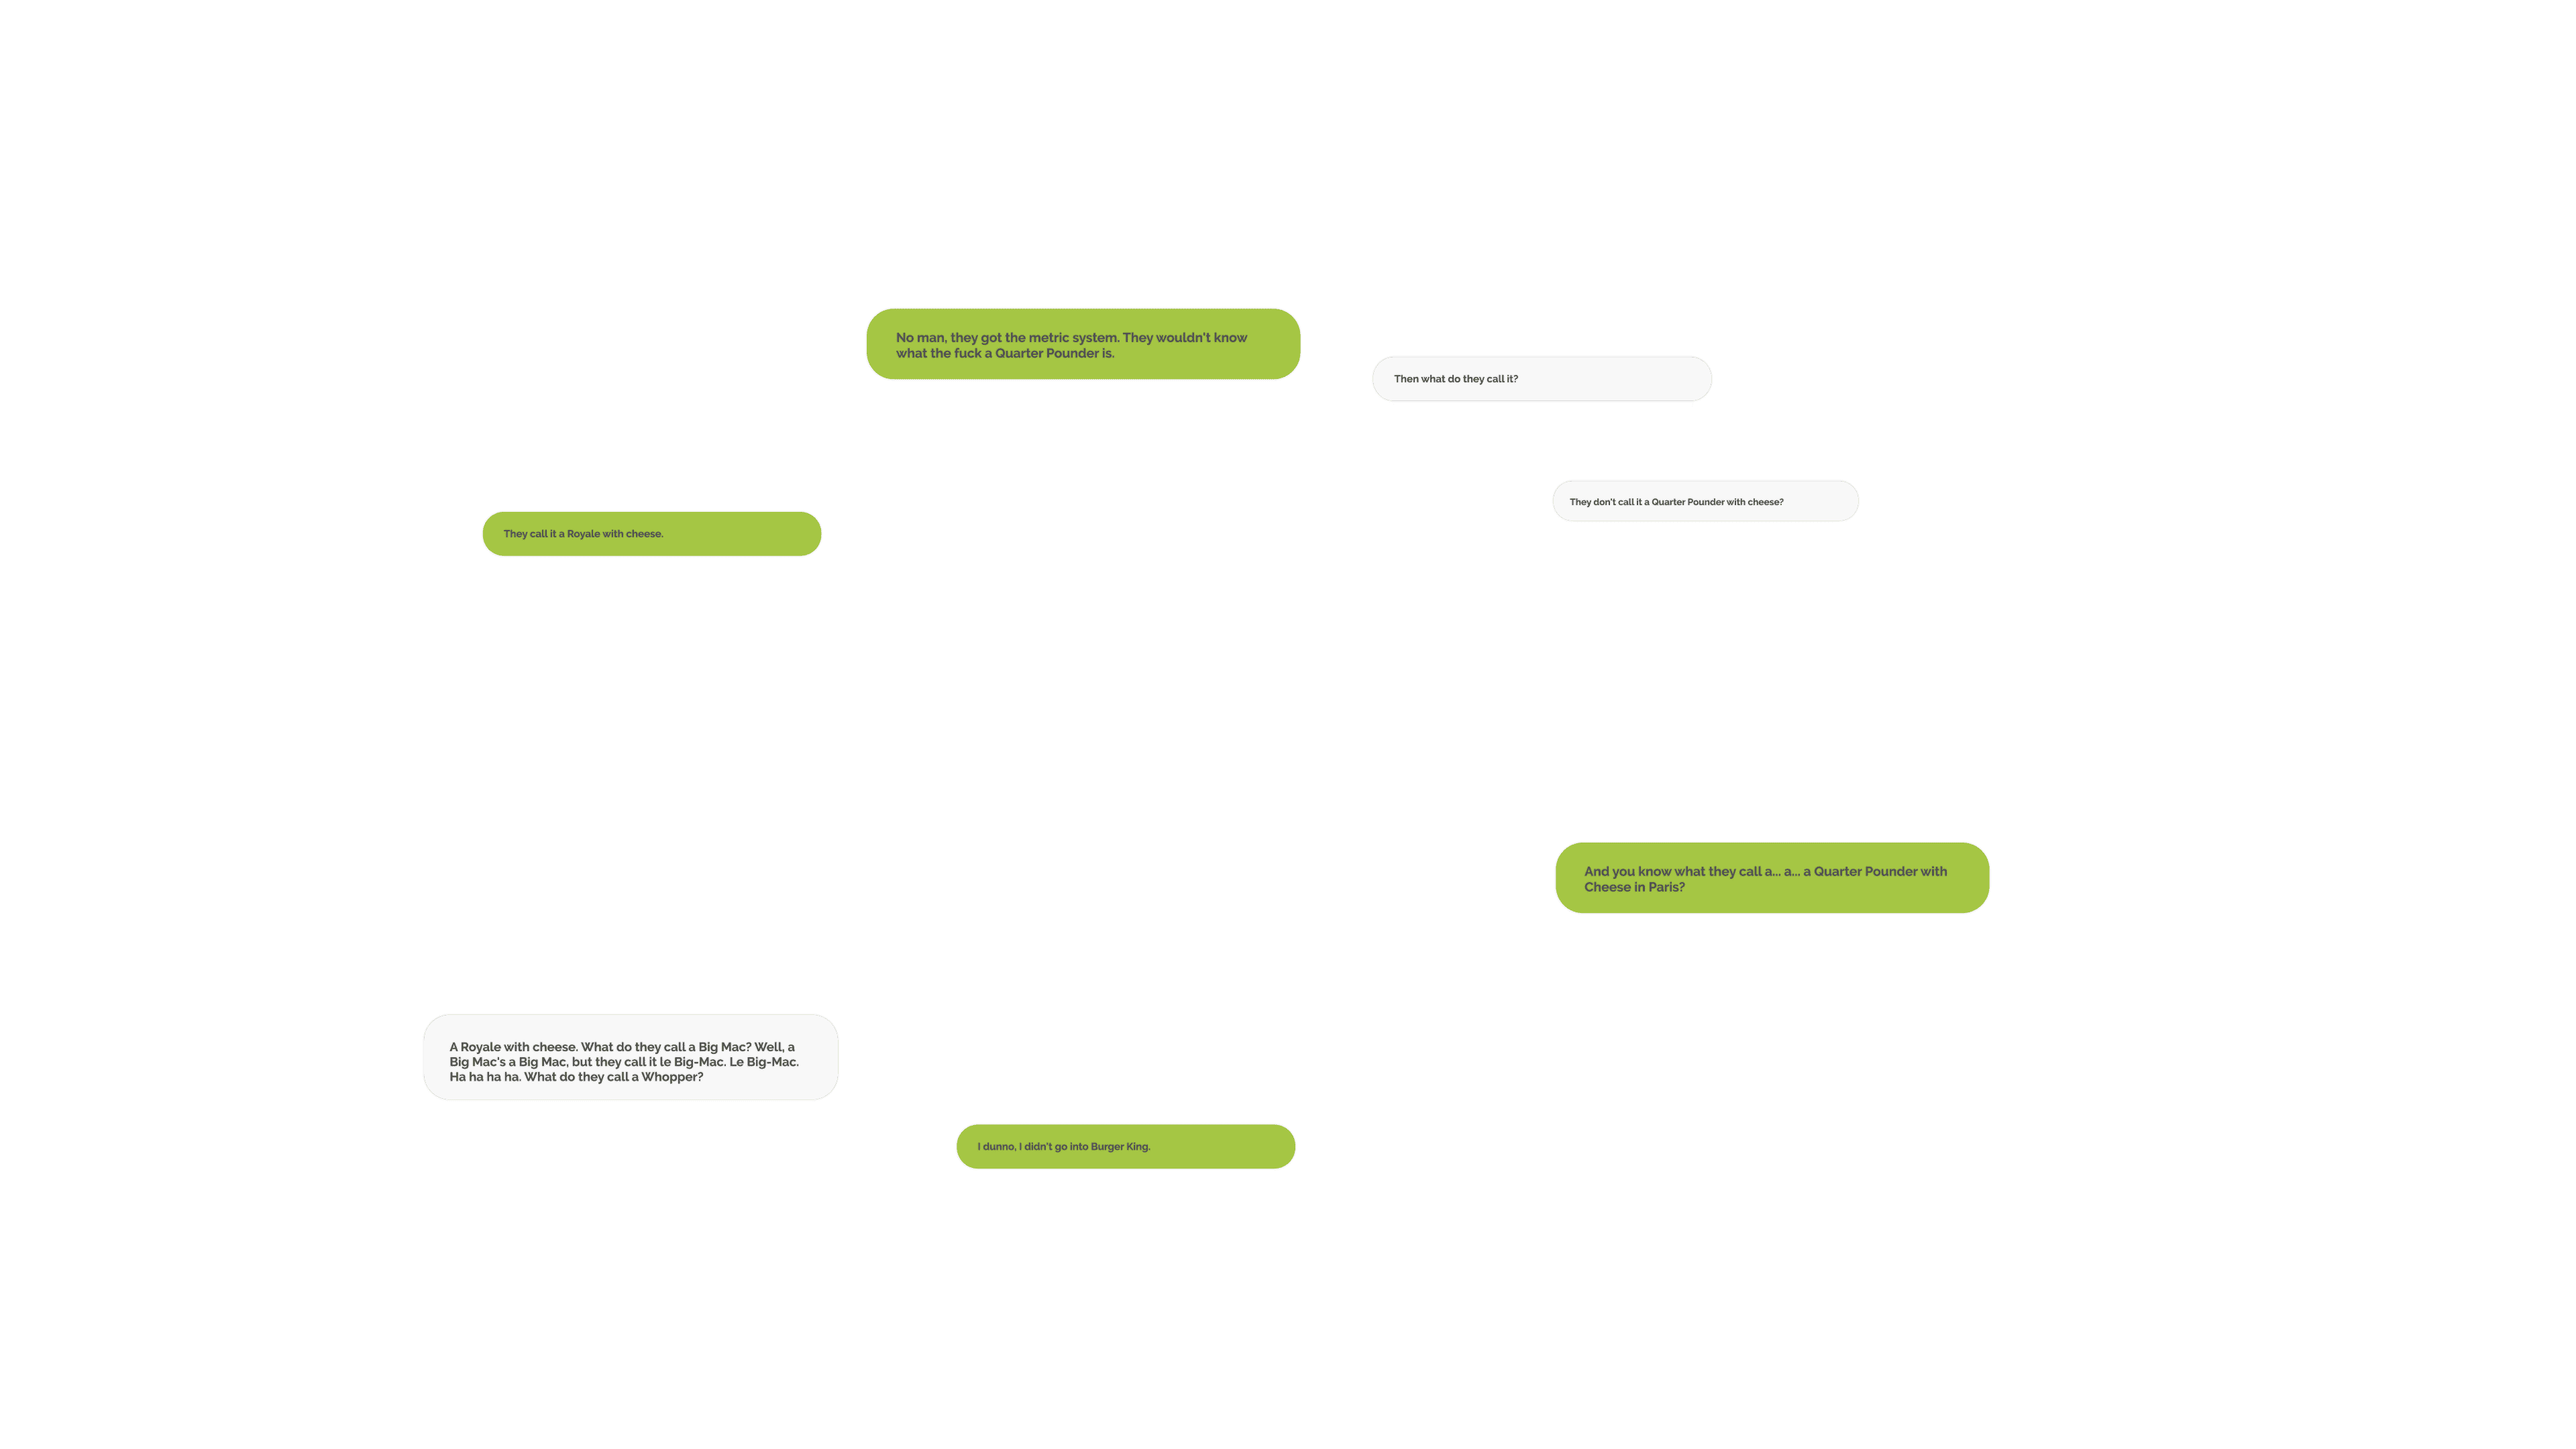 No man, they got the metric system. They wouldn't know
what the fuck a Quarter Pounder is.
Then what do they call it?
They don't call it a Quarter Pounder with cheese?
They call it a Royale with cheese.
And you know what they call a... a... a Quarter Pounder with
Cheese in Paris?
A Royale with cheese. What do they call a Big Mac? Well, a
Big Mac's a Big Mac, but they call it le Big-Mac. Le Big-Mac.
Ha ha ha ha. What do they call a Whopper?
I dunno, I didn't go into Burger King.